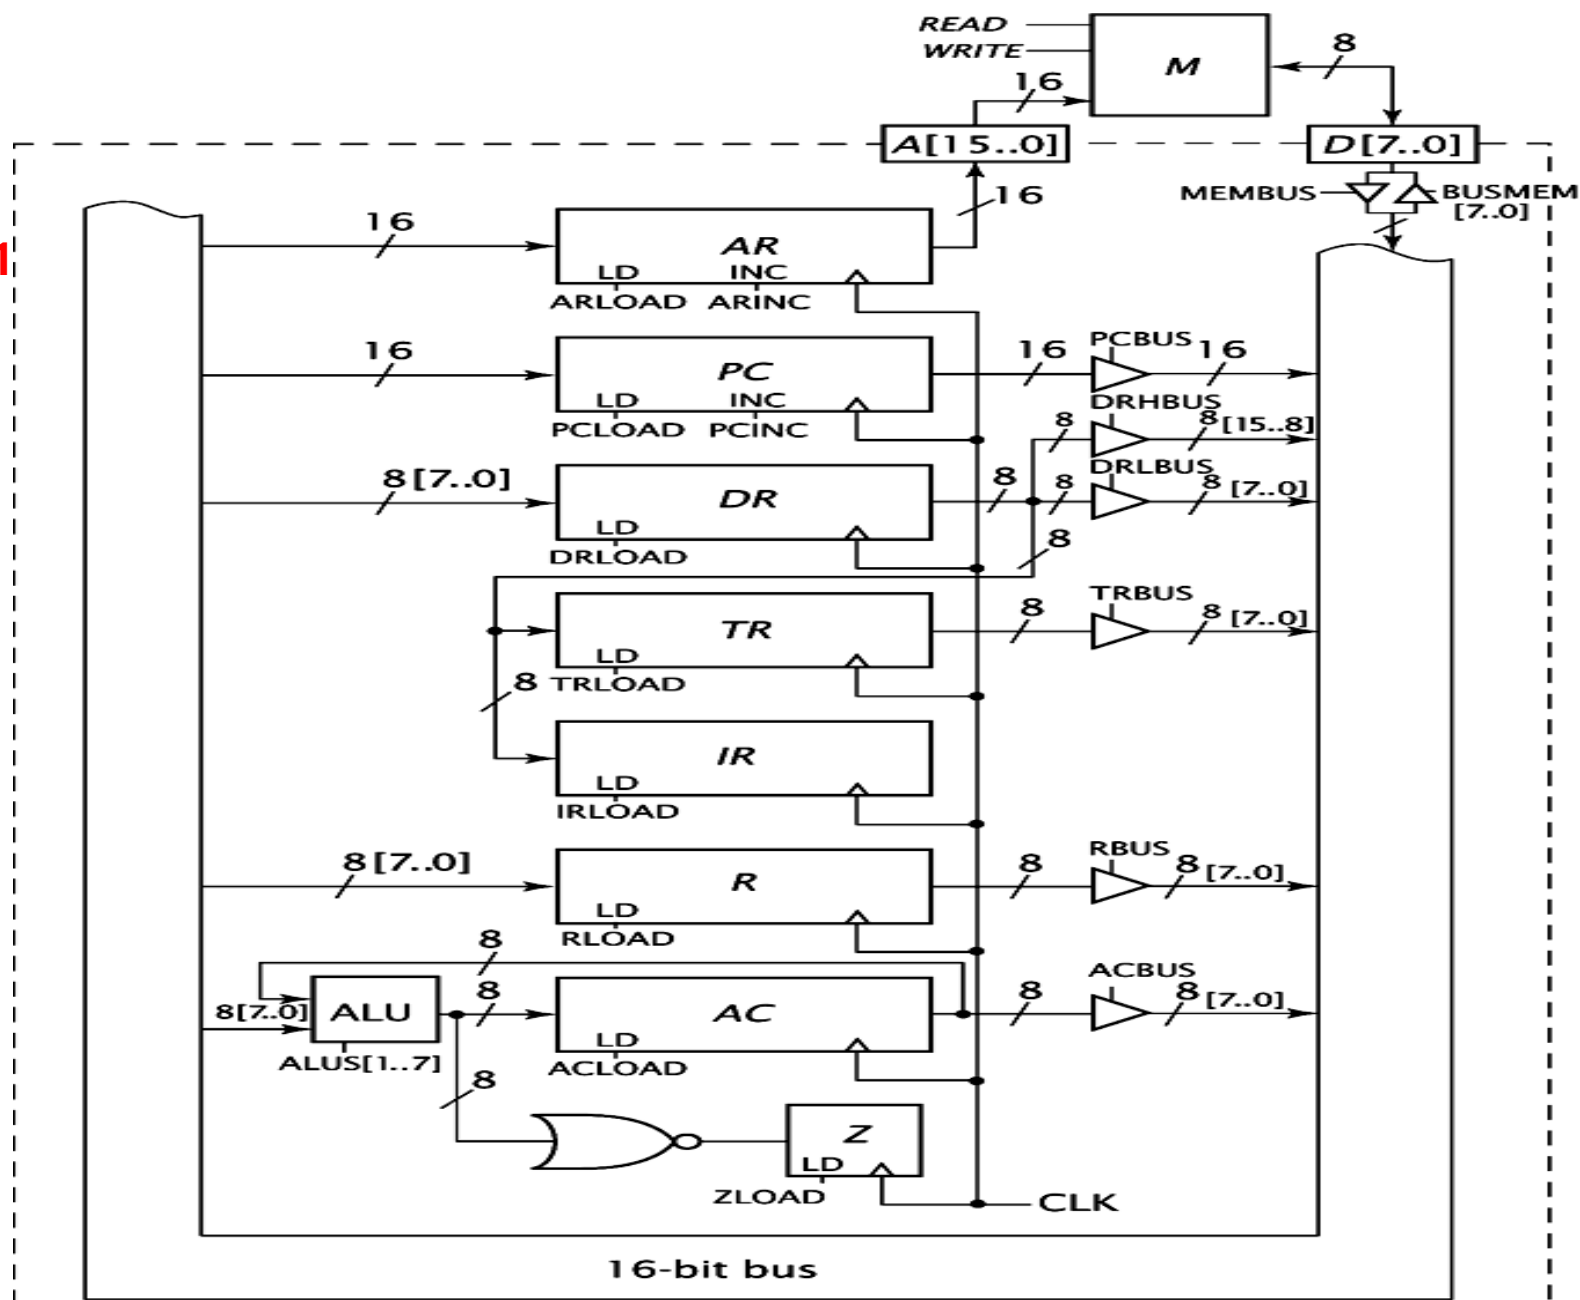 READ
WRITE
M
8
16
A[15..0]
D[7..0]
16
MEMBUS
BUSMEM
[7..0]
1
16
AR
LD INC
ARLOAD ARINC
16
PC
LD INC
PCLOAD PCINC
16
PCBUS
16
DRHBUS
8
8 [15..8]
8 [7..0]
DR
LD
DRLOAD
8
8
DRLBUS
8 [7..0]
8
TR
LD
TRLOAD
8
8
TRBUS
8 [7..0]
IR
LD
IRLOAD
8 [7..0]
R
LD
RLOAD
8
RBUS
8 [7..0]
8
8[7..0]
ALU
ALUS[1..7]
8
AC
LD
ACLOAD
8
ACBUS
8 [7..0]
8
Z
LD
ZLOAD
CLK
16-bit bus